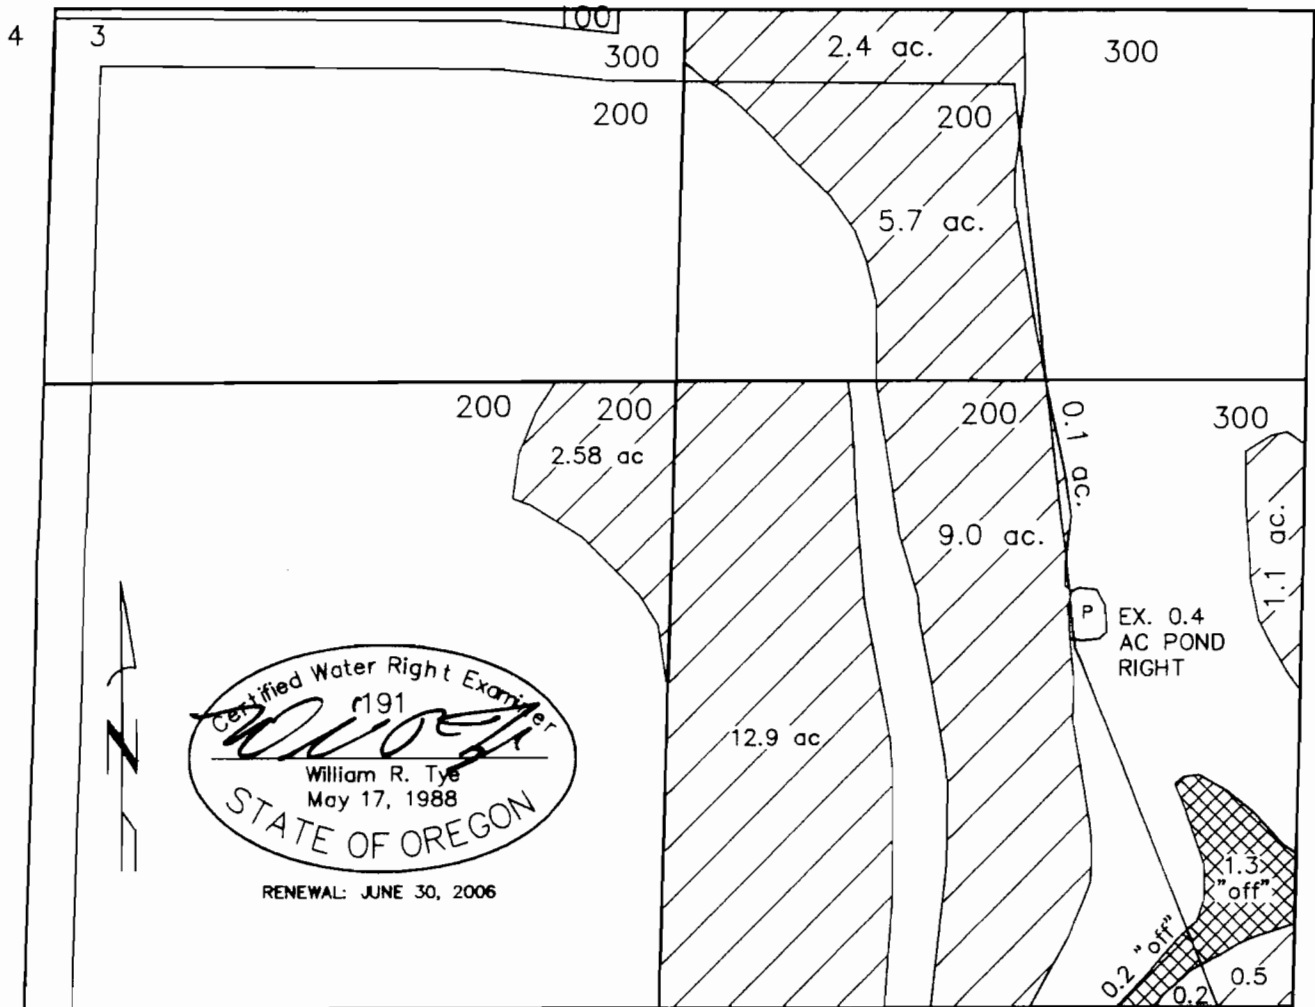 4
3
100
300
2.4 ac.
300
200
200
5.7 ac.
200
200
200
0.1 ac.
300
2.58 ac
9.0 ac.
1.1 ac.
P
EX. 0.4
AC POND
RIGHT
N
Certified Water Right Examiner
191
William R. Tye
May 17, 1988
STATE OF OREGON
RENEWAL: JUNE 30, 2006
12.9 ac
1.3
"off"
0.2 "off"
0.2
0.5